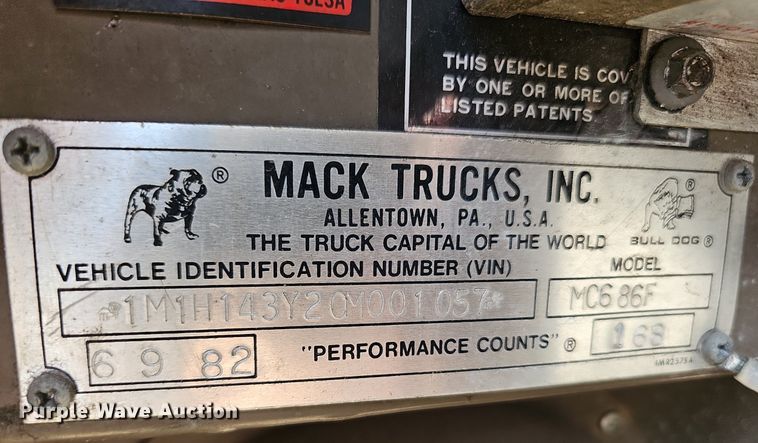 THIS VEHICLE IS COV
BY ONE OR MORE OF
LISTED PATENTS
® MACK TRUCKS, INC. ®
ALLENTOWN, PA., U.S.A.
THE TRUCK CAPITAL OF THE WORLD BULL DOG ®
VEHICLE IDENTIFICATION NUMBER (VIN) MODEL
1M1H143Y2CM001057 MC686F
6 9 82 "PERFORMANCE COUNTS" ® 168
Purple Wave Auction